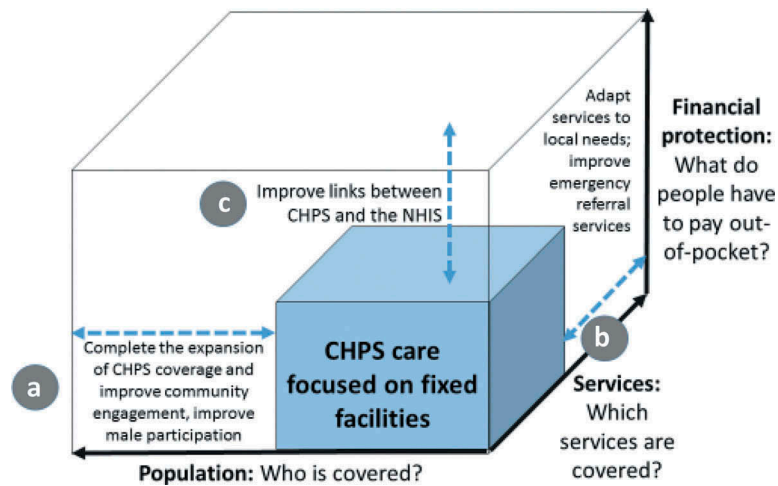 Adapt
services to
local needs;
improve
emergency
referral
services
Financial
protection:
What do
people have
to pay out-
of-pocket?
c
Improve links between
CHPS and the NHIS
a
Complete the expansion
of CHPS coverage and
improve community
engagement, improve
male participation
CHPS care
focused on fixed
facilities
b
Services:
Which
services are
covered?
Population: Who is covered?